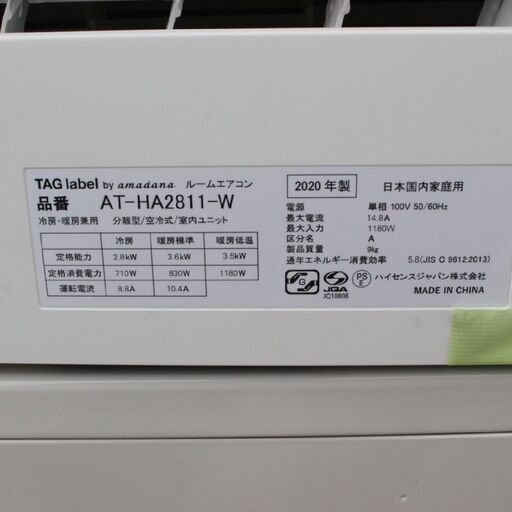 TAG label by amadana ルームエアコン
品番 AT-HA2811-W
冷房・暖房兼用 分離型/空冷式/室内ユニット
冷房 暖房標準 暖房低温
定格能力 2.8kW 3.6kW 3.5kW
定格消費電力 710W 830W 1180W
運転電流 8.8A 10.4A
2020年製 日本国内家庭用
電源 単相 100V 50/60Hz
最大電流 14.8A
最大入力 1180W
区分名 A
製品質量 9kg
通年エネルギー消費効率 5.8(JIS C 9612:2013)
G JQA JQ10808 PS E ハイセンスジャパン株式会社
MADE IN CHINA